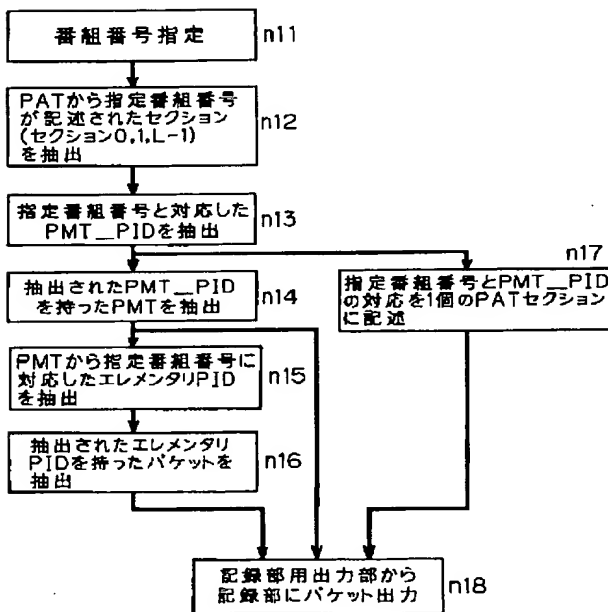 番組番号指定
n11
PATから指定番組番号
が記述されたセクション
(セクション0,1,L-1)
を抽出
n12
指定番組番号と対応した
PMT__PIDを抽出
n13
抽出されたPMT__PID
を持ったPMTを抽出
n14
n17
指定番組番号とPMT__PID
の対応を1個のPATセクション
に記述
PMTから指定番組番号に
対応したエレメンタリPID
を抽出
n15
抽出されたエレメンタリ
PIDを持ったパケットを
抽出
n16
記録部用出力部から
記録部にパケット出力
n18